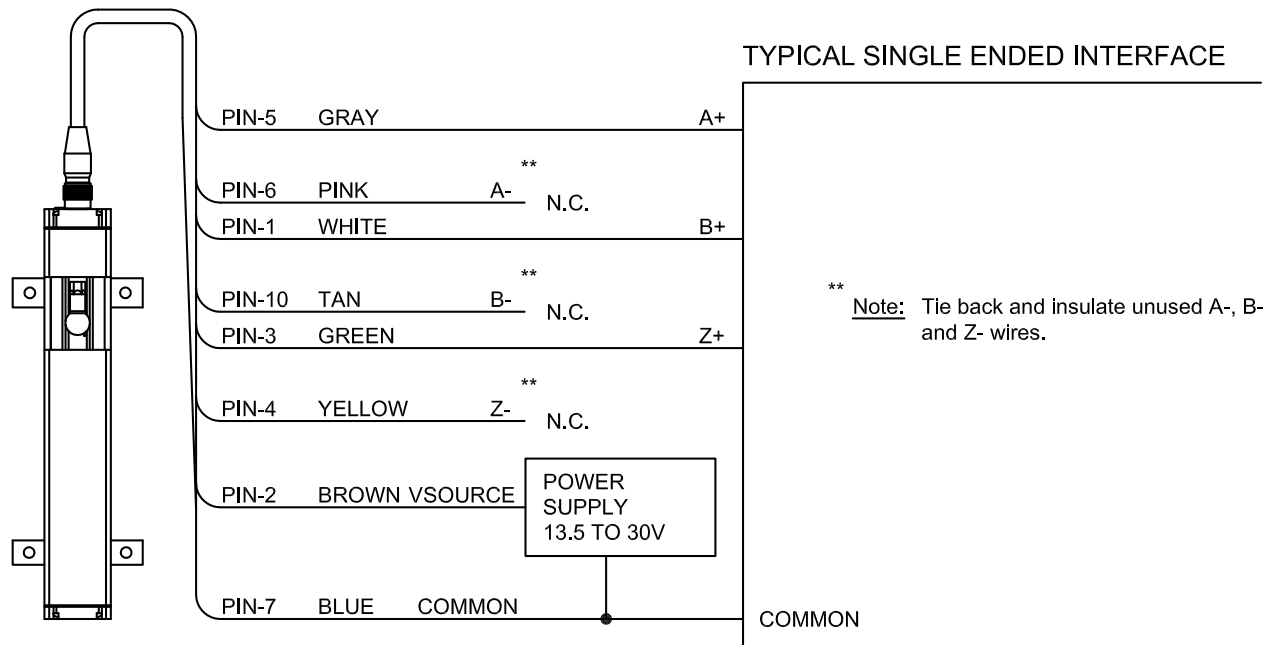 TYPICAL SINGLE ENDED INTERFACE
PIN-5 GRAY A+
**
PIN-6 PINK A- N.C.
PIN-1 WHITE B+
**
PIN-10 TAN B- N.C.
PIN-3 GREEN Z+
**
PIN-4 YELLOW Z- N.C.
PIN-2 BROWN VSOURCE
POWER
SUPPLY
13.5 TO 30V
PIN-7 BLUE COMMON
COMMON
** Note: Tie back and insulate unused A-, B-
and Z- wires.